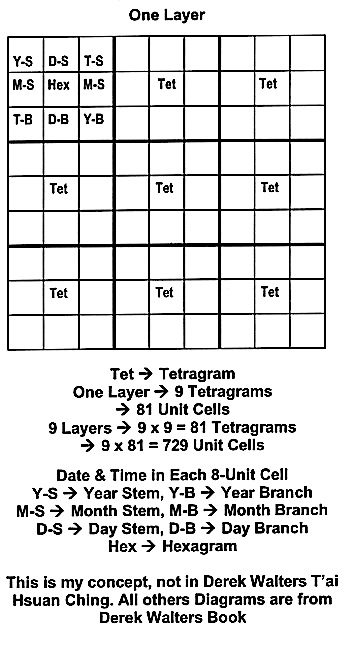 One Layer
Y-S D-S T-S
M-S Hex M-S Tet Tet
T-B D-B Y-B
Tet Tet Tet
Tet Tet Tet
Tet → Tetragram
One Layer → 9 Tetragrams
→ 81 Unit Cells
9 Layers → 9 x 9 = 81 Tetragrams
→ 9 x 81 = 729 Unit Cells
Date & Time in Each 8-Unit Cell
Y-S → Year Stem, Y-B → Year Branch
M-S → Month Stem, M-B → Month Branch
D-S → Day Stem, D-B → Day Branch
Hex → Hexagram
This is my concept, not in Derek Walters T'ai
Hsuan Ching. All others Diagrams are from
Derek Walters Book